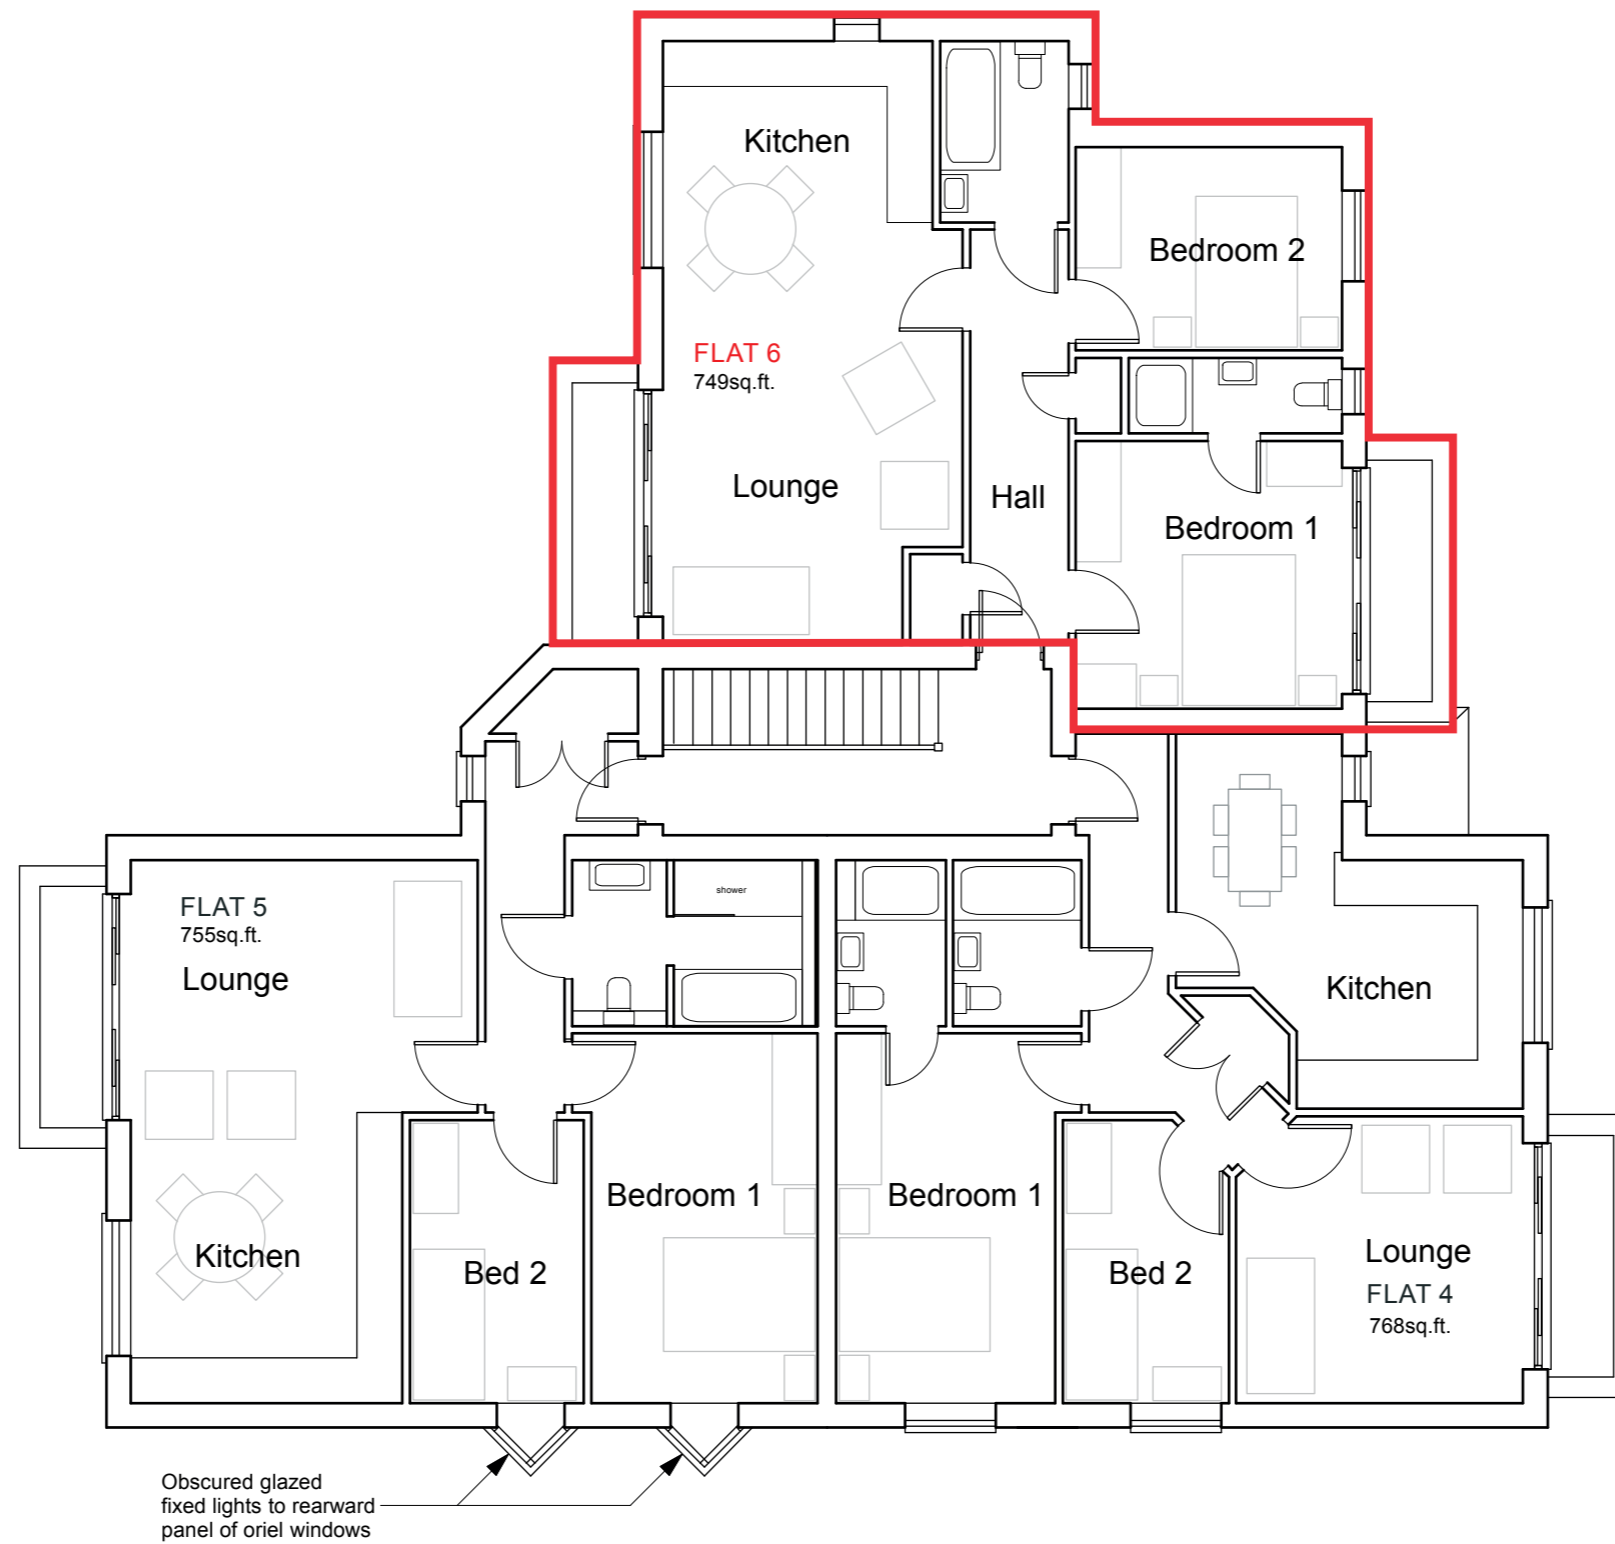 Kitchen
Bedroom 2
FLAT 6
749sq.ft.
Lounge
Hall
Bedroom 1
shower
FLAT 5
755sq.ft.
Lounge
Kitchen
Bedroom 1
Bedroom 1
Kitchen
Bed 2
Bed 2
Lounge
FLAT 4
768sq.ft.
Obscured glazed
fixed lights to rearward
panel of oriel windows